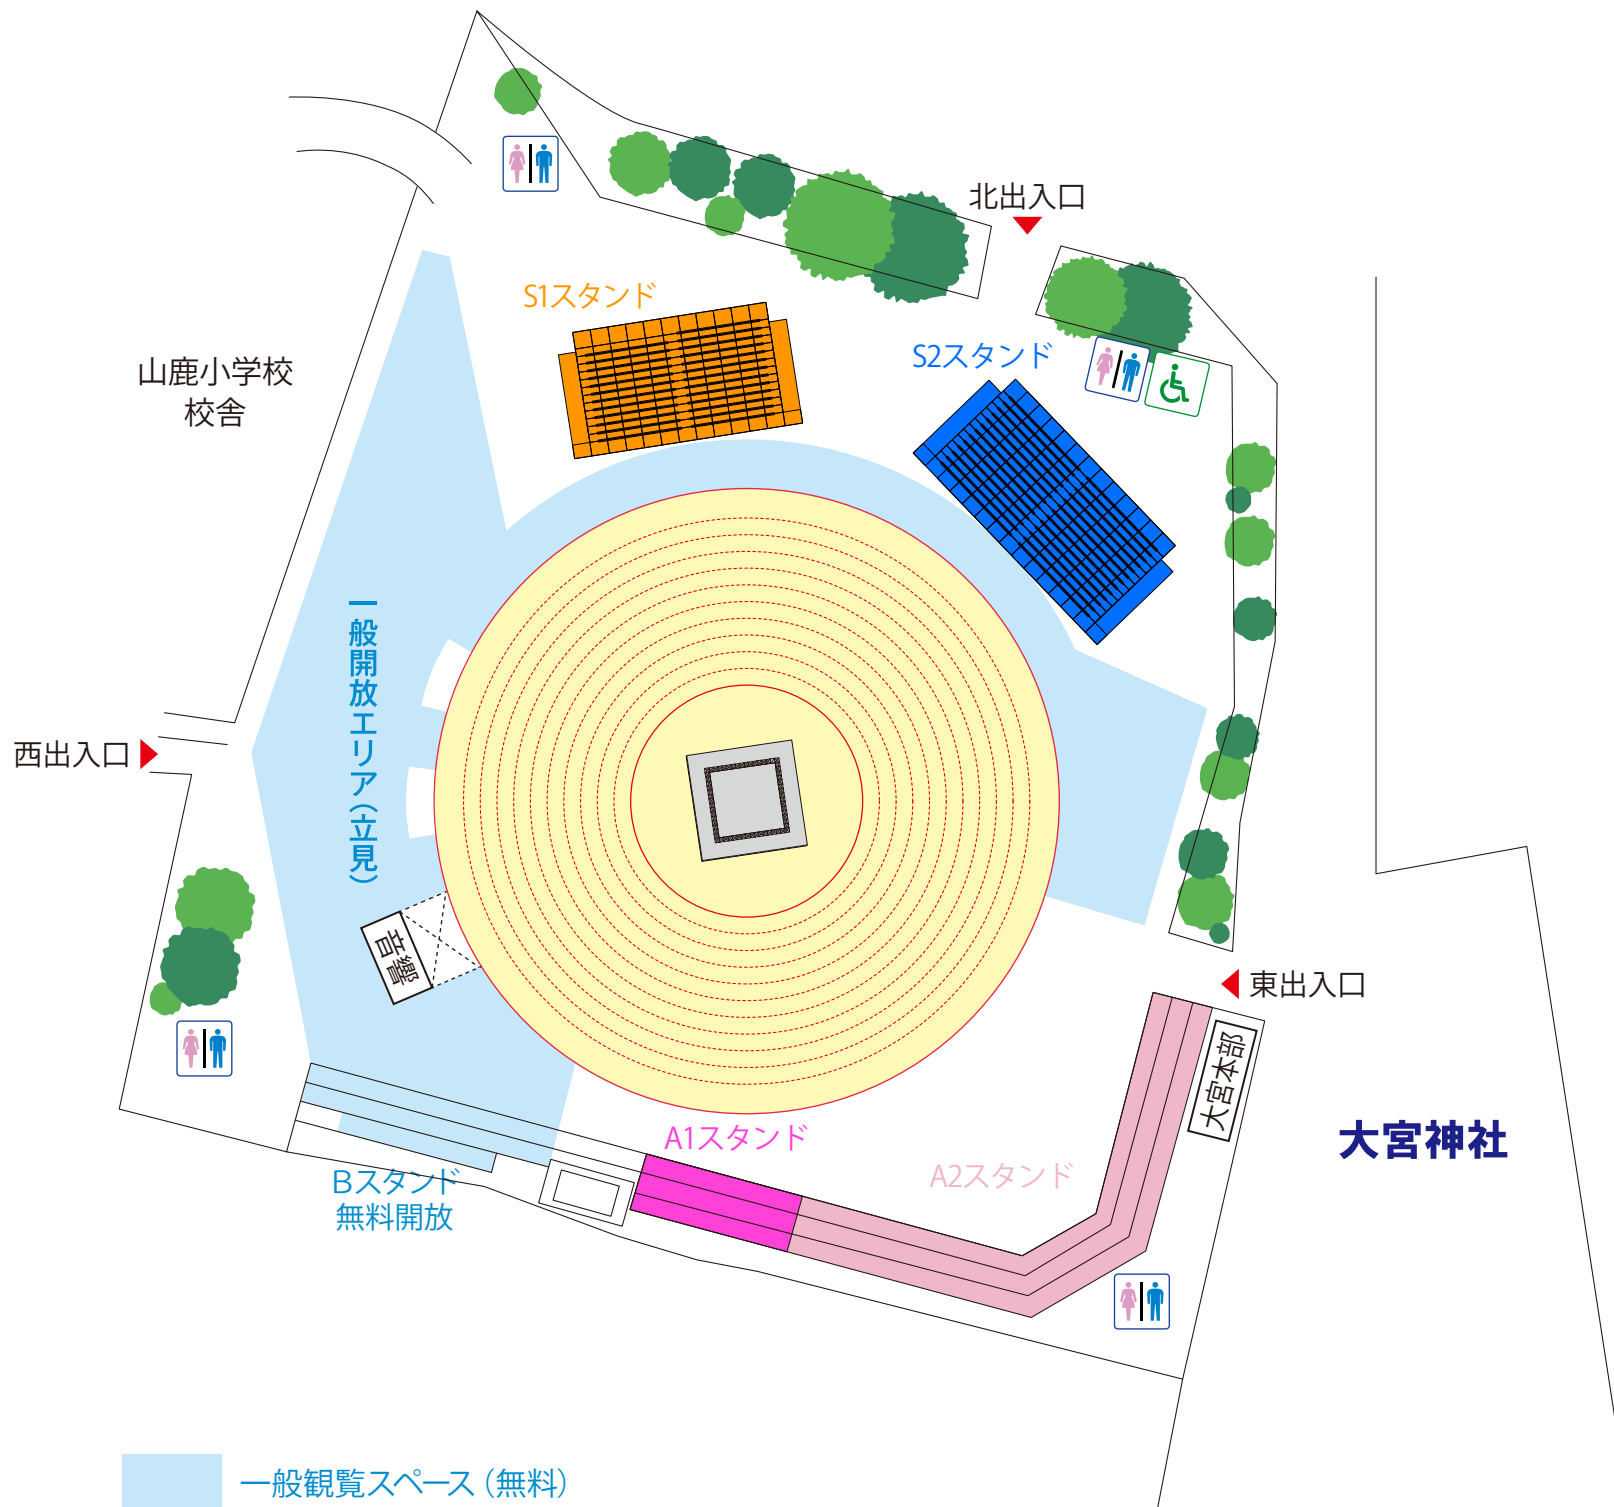 北出入口
S1スタンド
S2スタンド
山鹿小学校
校舎
一般開放エリア(立見)
西出入口
音響
東出入口
大宮本部
大宮神社
A1スタンド
A2スタンド
Bスタンド
無料開放
一般観覧スペース(無料)